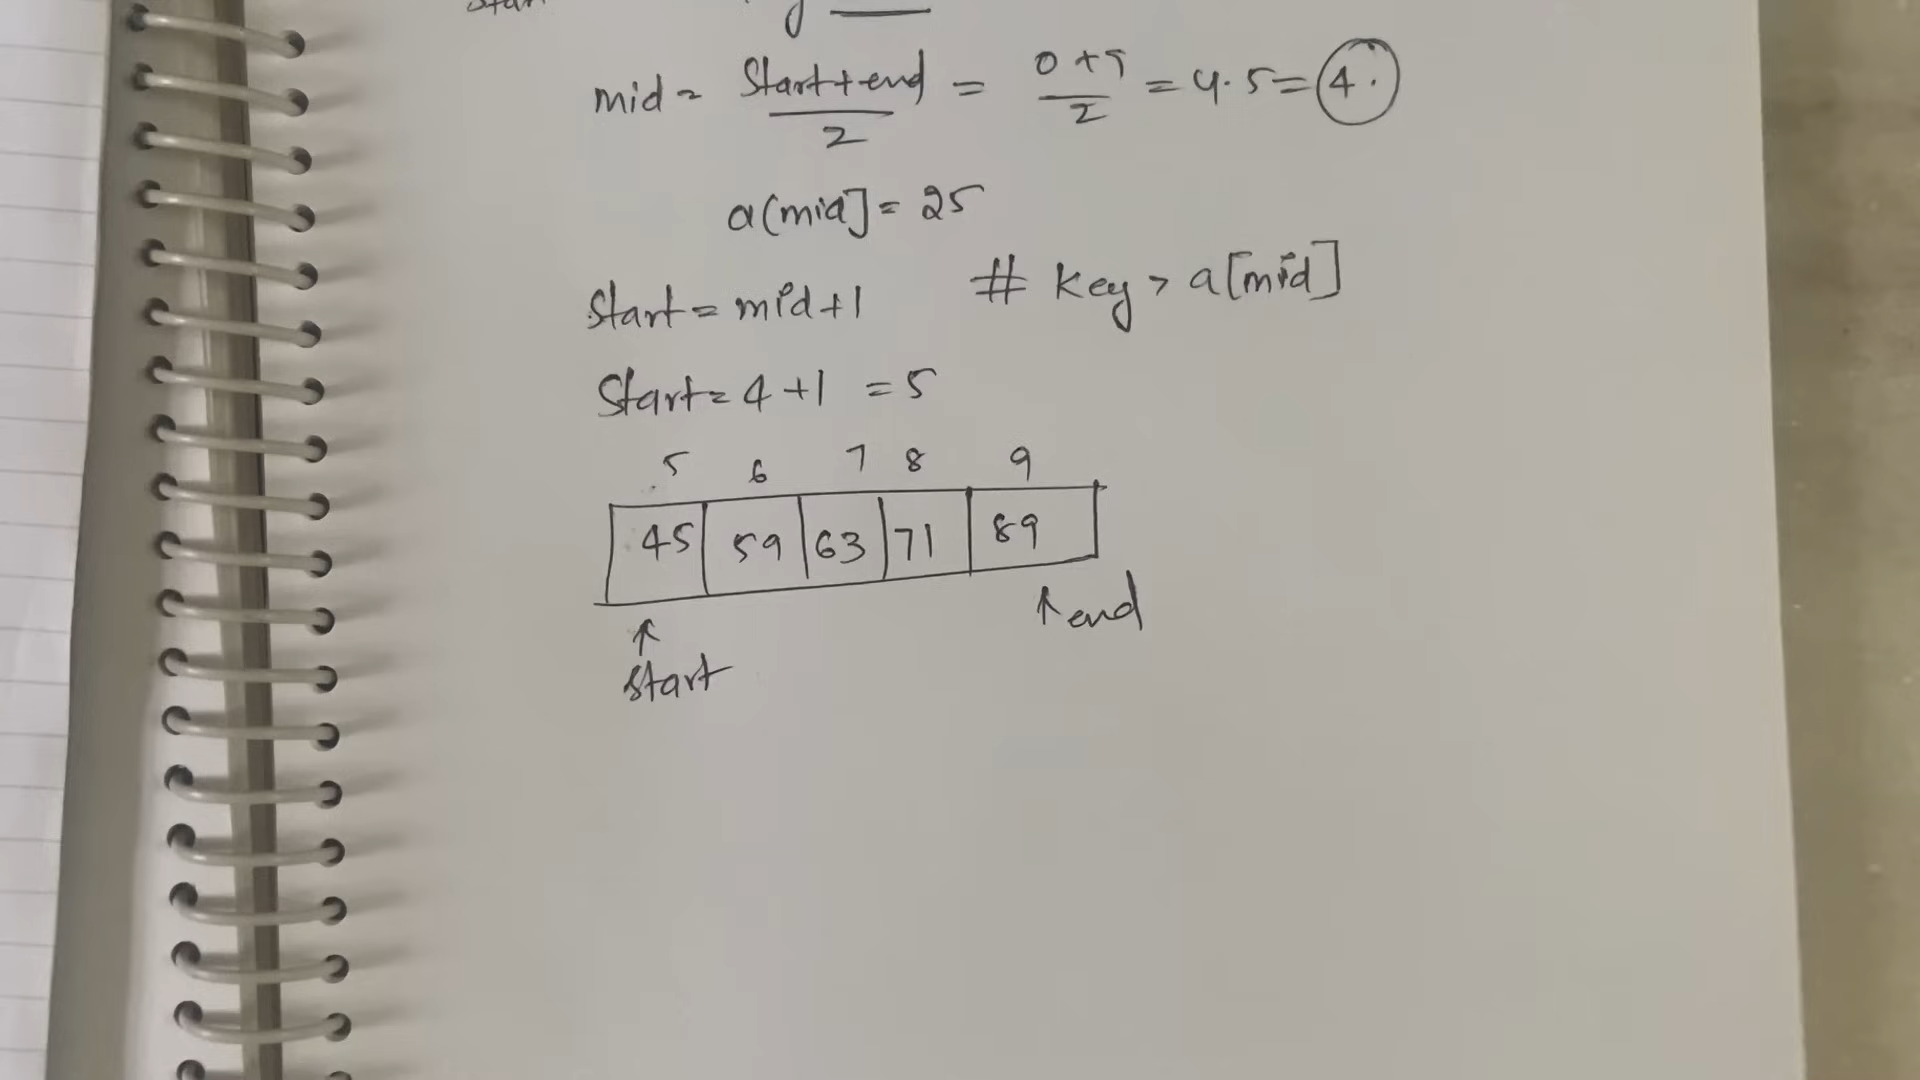 mid = Start+end / 2 = 0+9 / 2 = 4.5 = 4.
a[mid] = 25
Start = mid+1 # key > a[mid]
Start = 4+1 = 5
5 6 7 8 9
45 59 63 71 89
↑ ↑ end
start